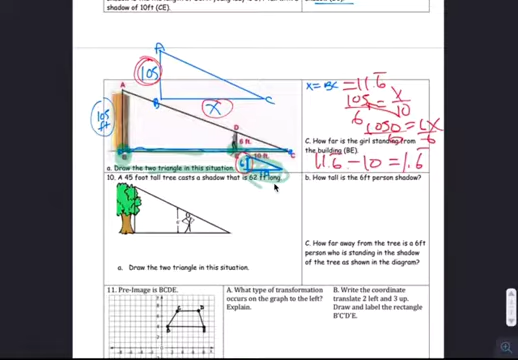 of 10ft (CE)
A
105
B
x
C
x = BC = 11.6
105 = x
6 10
1050 = 6x
6 6
A
105
ft
D
6 ft.
10 ft
6
10
C. How far is the girl standing from
the building (BE)
11.6 - 10 = 1.6
a. Draw the two triangle in this situation.
10. A 45 foot tall tree casts a shadow that is 62 ft long
b. How tall is the 6ft person shadow?
C. How far away from the tree is a 6ft
person who is standing in the shadow
of the tree as shown in the diagram?
a. Draw the two triangle in this situation.
11. Pre-Image is BCDE.
A. What type of transformation
occurs on the graph to the left?
Explain.
B. Write the coordinate
translate 2 left and 3 up.
Draw and label the rectangle
B'C'D'E'.